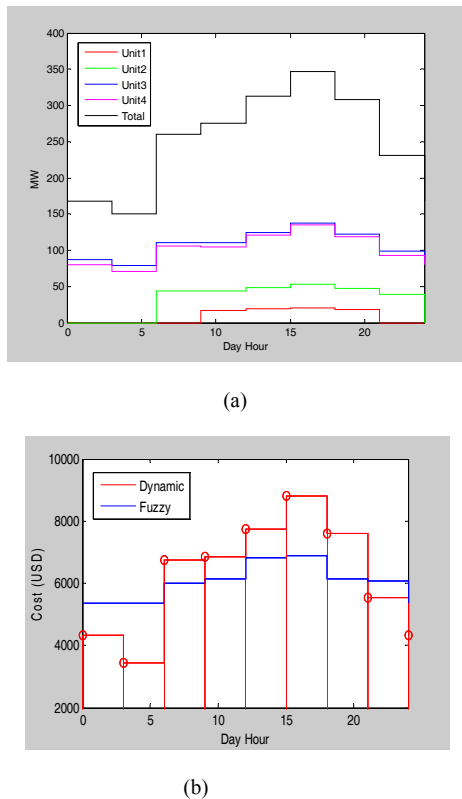 400
350
300
250
200
150
100
50
0
MW
Unit1
Unit2
Unit3
Unit4
Total
0 5 10 15 20
Day Hour
(a)
10000
8000
6000
4000
2000
Cost (USD)
Dynamic
Fuzzy
0 5 10 15 20
Day Hour
(b)